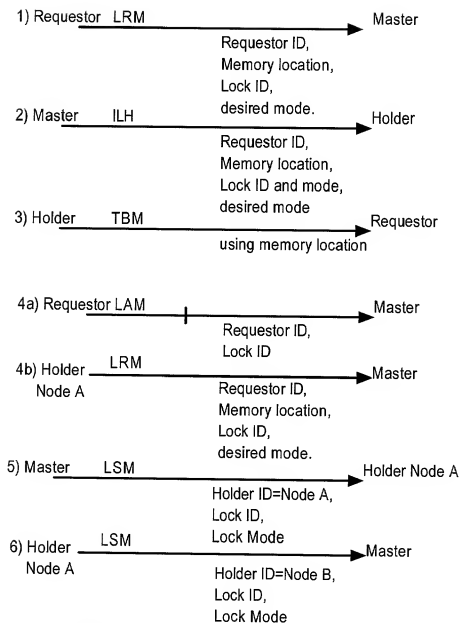 1) Requestor LRM Master
Requestor ID,
Memory location,
Lock ID,
desired mode.
2) Master ILH Holder
Requestor ID,
Memory location,
Lock ID and mode,
desired mode
3) Holder TBM Requestor
using memory location
4a) Requestor LAM Master
Requestor ID,
Lock ID
4b) Holder LRM Master
Node A
Requestor ID,
Memory location,
Lock ID,
desired mode.
5) Master LSM Holder Node A
Holder ID=Node A,
Lock ID,
Lock Mode
6) Holder LSM Master
Node A
Holder ID=Node B,
Lock ID,
Lock Mode